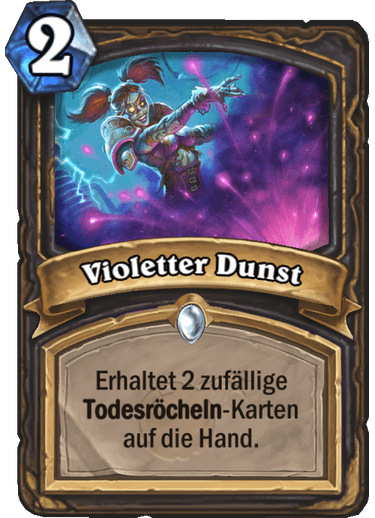 2
Violetter Dunst
Erhaltet 2 zufällige
Todesröcheln-Karten
auf die Hand.